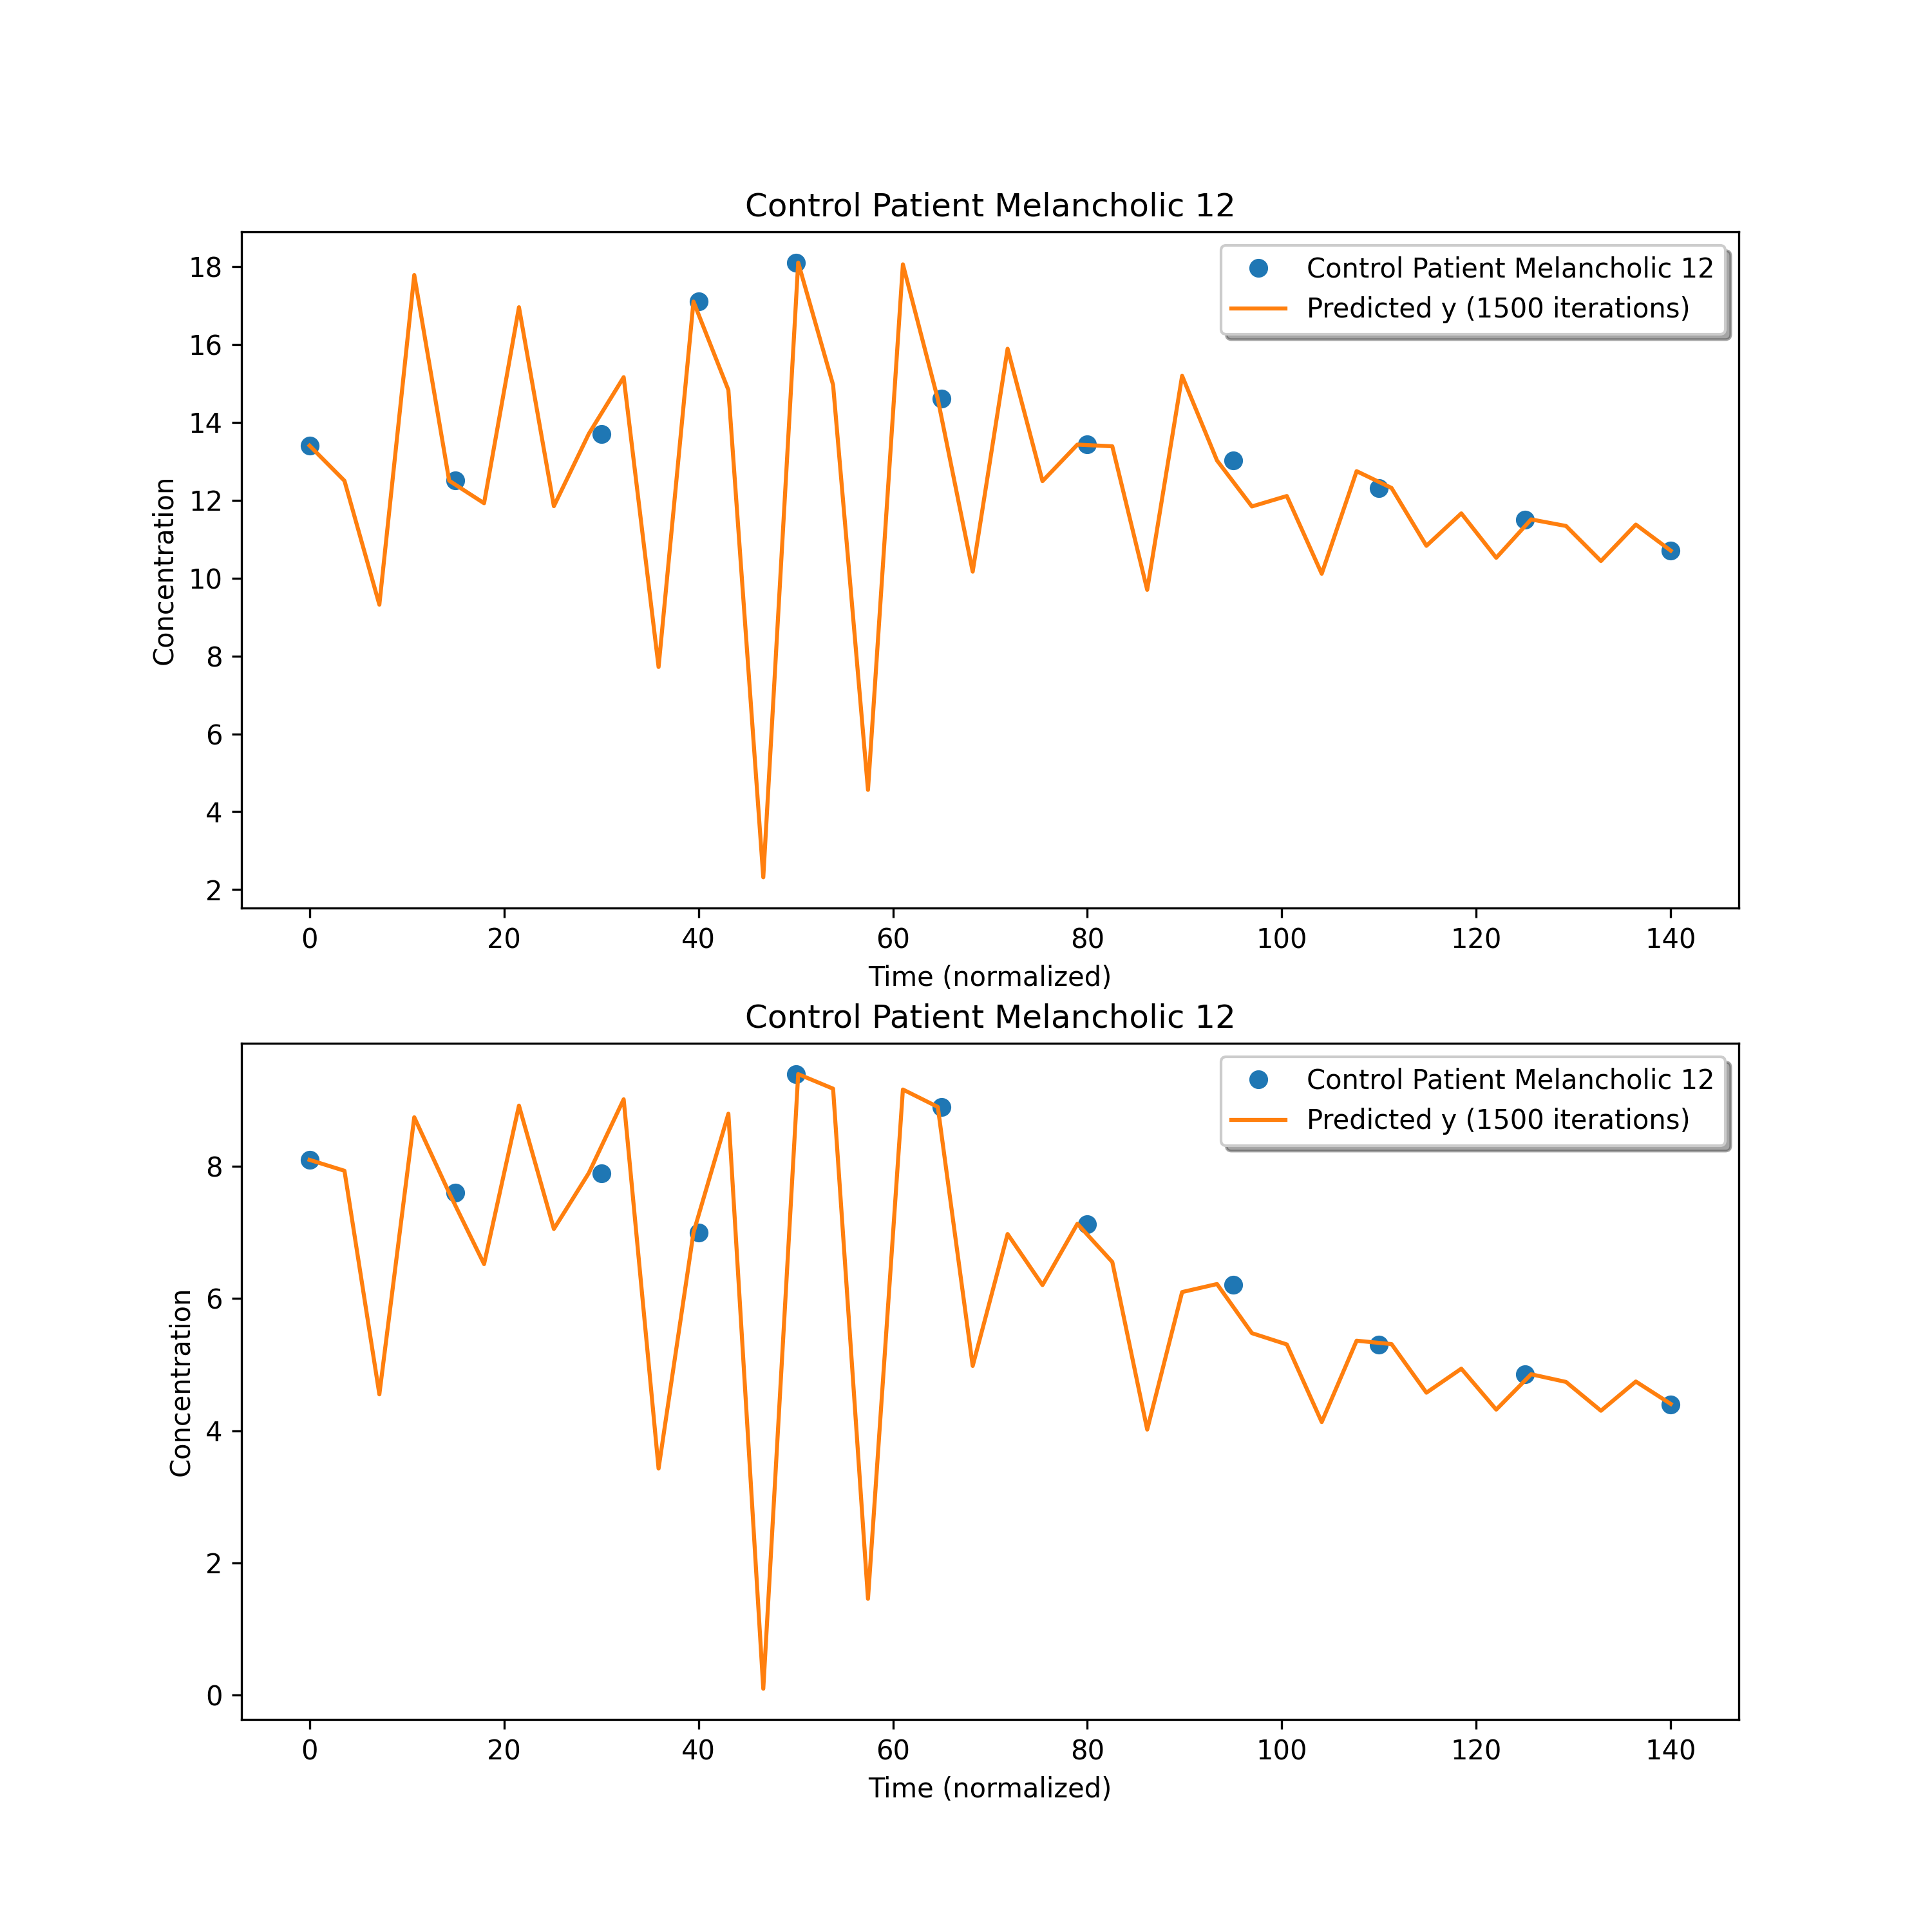 Control Patient Melancholic 12
Control Patient Melancholic 12
Predicted y (1500 iterations)
Concentration
18
16
14
12
10
8
6
4
2
0 20 40 60 80 100 120 140
Time (normalized)
Control Patient Melancholic 12
Control Patient Melancholic 12
Predicted y (1500 iterations)
Concentration
8
6
4
2
0
0 20 40 60 80 100 120 140
Time (normalized)